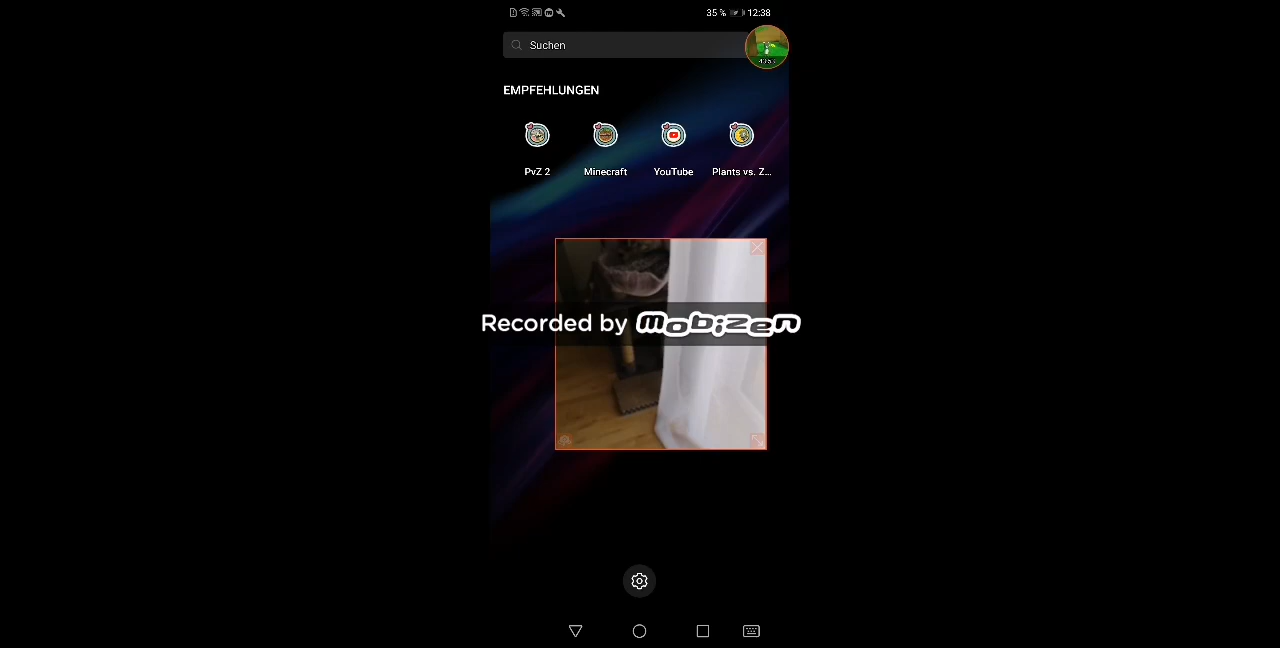 35 % 12:38
Suchen
EMPFEHLUNGEN
PvZ 2
Minecraft
YouTube
Plants vs. Z...
Recorded by mobizen